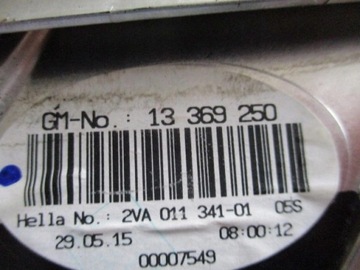 GM-No.: 13 369 250
Hella No.: 2VA 011 341-01 05S
29.05.15 08:00:12
00007549